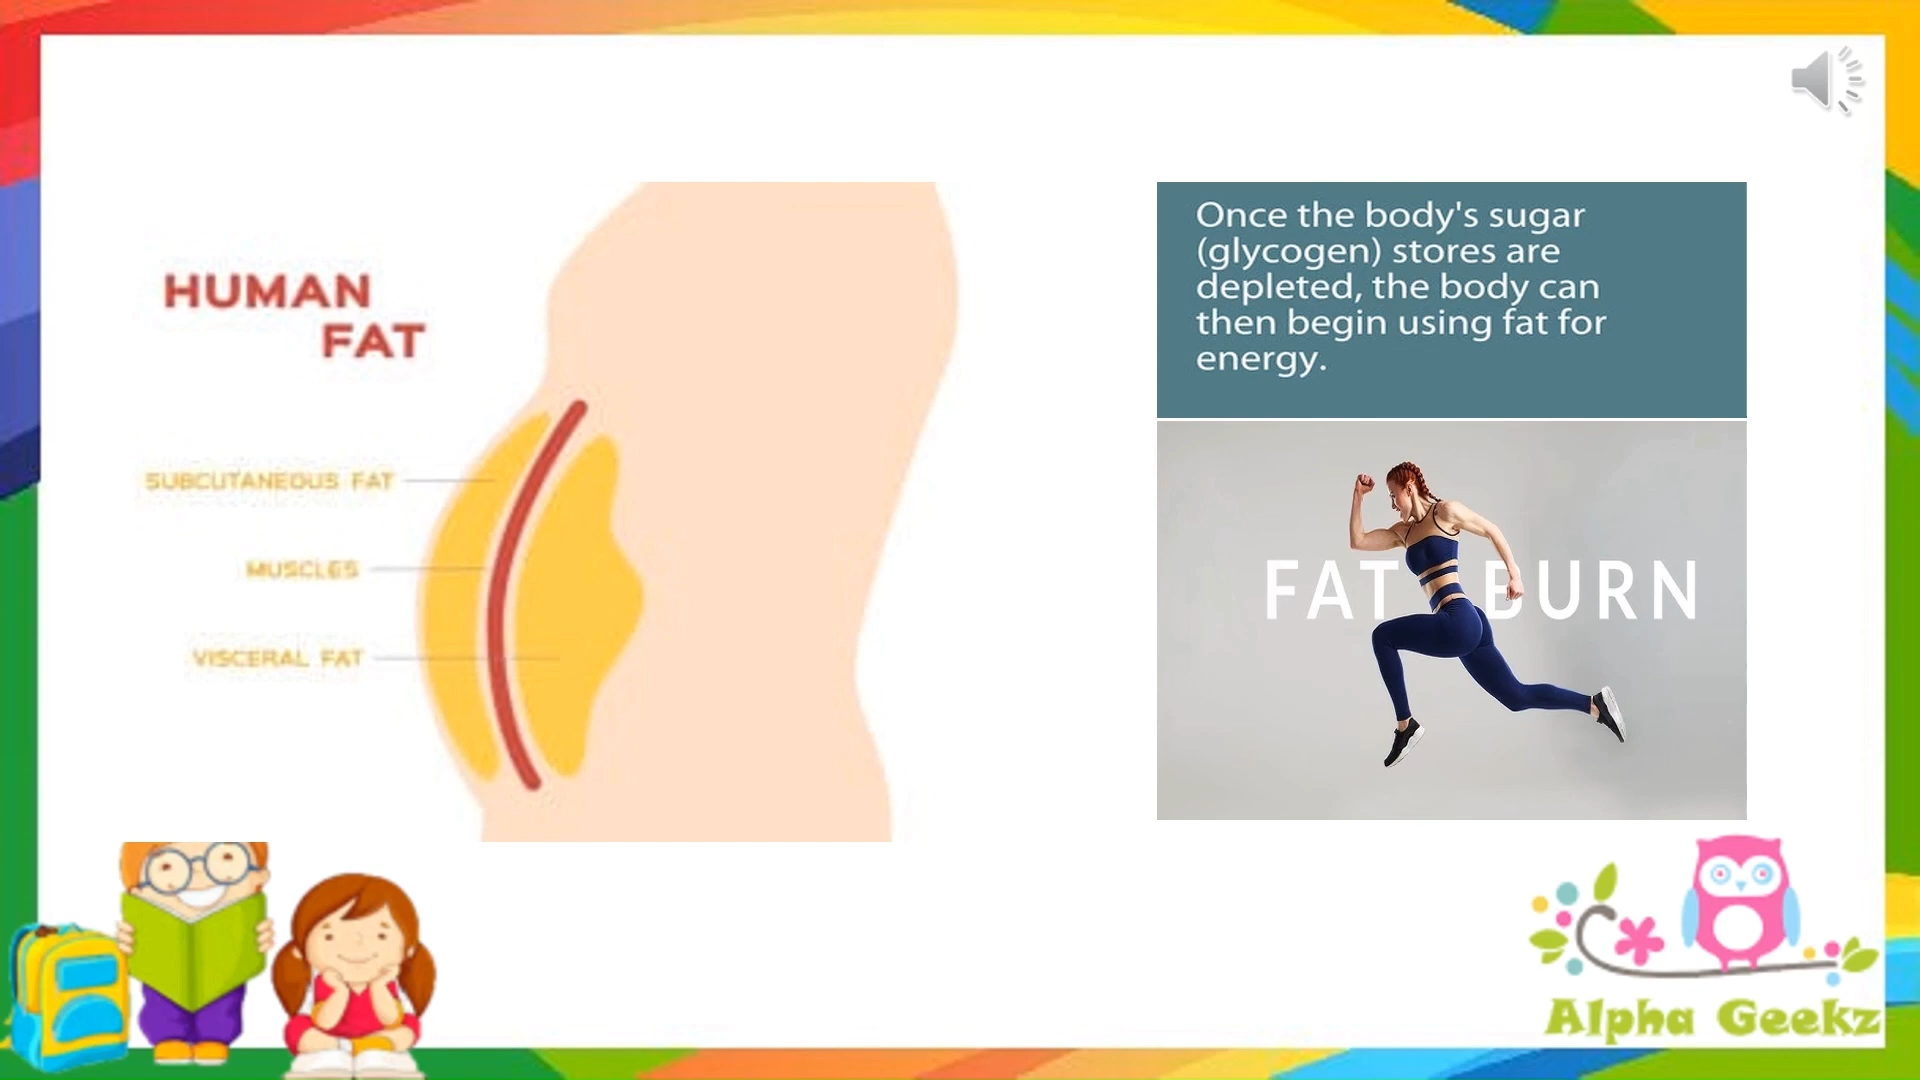 HUMAN
FAT
SUBCUTANEOUS FAT
MUSCLES
VISCERAL FAT
Once the body's sugar
(glycogen) stores are
depleted, the body can
then begin using fat for
energy.
FAT BURN
Alpha Geekz